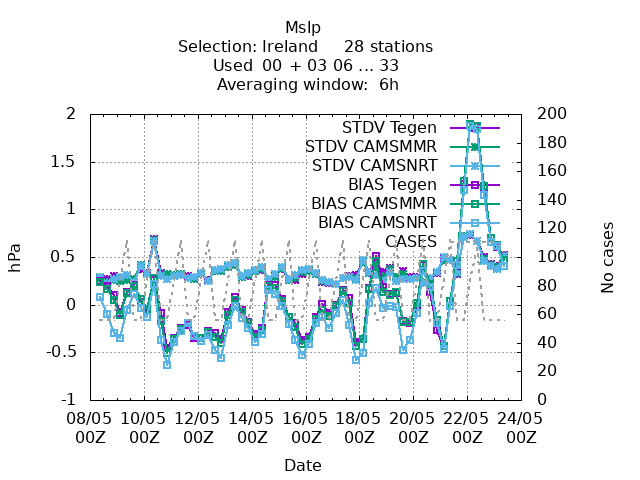 Mslp
Selection: Ireland 28 stations
Used 00 + 03 06 ... 33
Averaging window: 6h
STDV Tegen
STDV CAMSMMR
STDV CAMSNRT
BIAS Tegen
BIAS CAMSMMR
BIAS CAMSNRT
CASES
hPa
2
1.5
1
0.5
0
-0.5
-1
No cases
200
180
160
140
120
100
80
60
40
20
0
08/05 10/05 12/05 14/05 16/05 18/05 20/05 22/05 24/05
00Z 00Z 00Z 00Z 00Z 00Z 00Z 00Z 00Z
Date